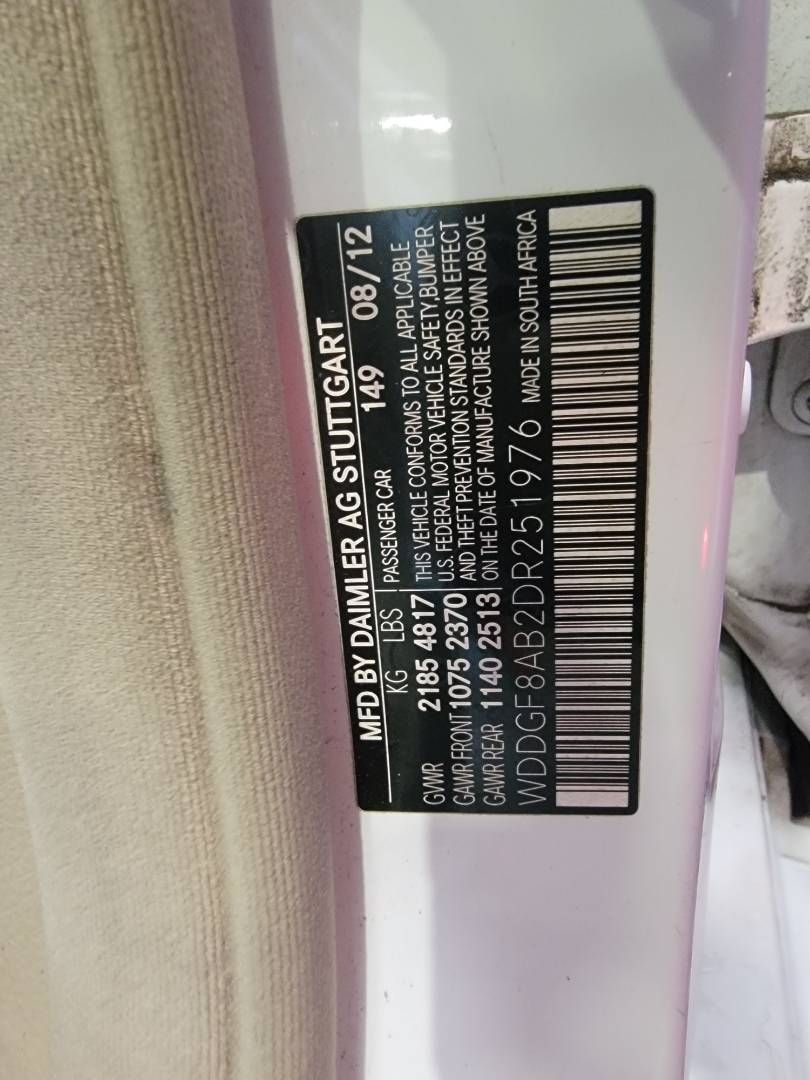 MFD BY DAIMLER AG STUTTGART
KG LBS PASSENGER CAR 149 08/12
GVWR 2185 4817 THIS VEHICLE CONFORMS TO ALL APPLICABLE
GAWR FRONT 1075 2370 U.S. FEDERAL MOTOR VEHICLE SAFETY,BUMPER
GAWR REAR 1140 2513 AND THEFT PREVENTION STANDARDS IN EFFECT
ON THE DATE OF MANUFACTURE SHOWN ABOVE
WDDGF8AB2DR251976 MADE IN SOUTH AFRICA